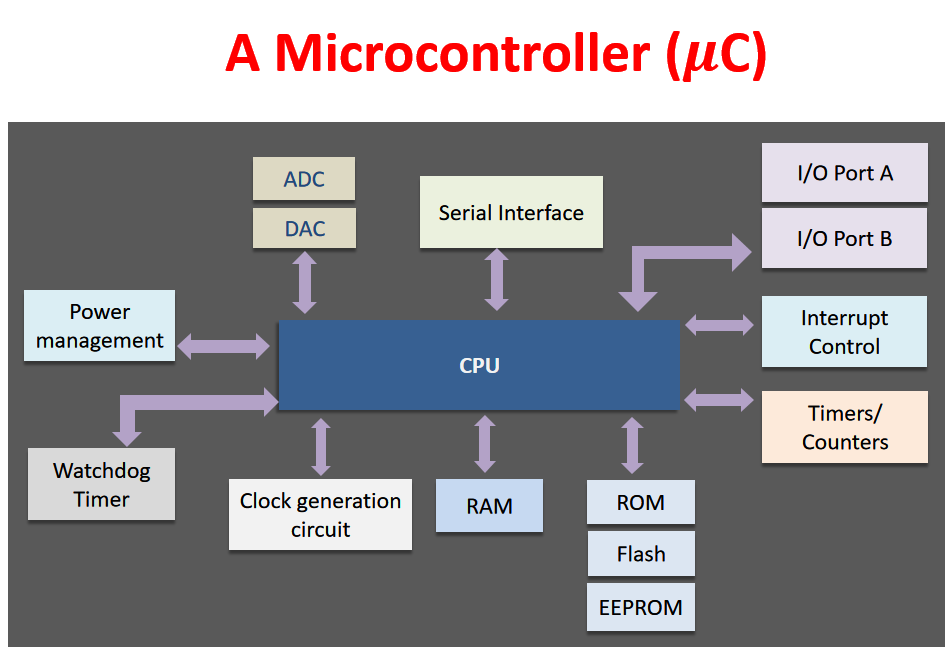 A Microcontroller (𝝁C)
ADC
DAC
Serial Interface
I/O Port A
I/O Port B
Power
management
Interrupt
Control
CPU
Timers/
Counters
Watchdog
Timer
Clock generation
circuit
RAM
ROM
Flash
EEPROM